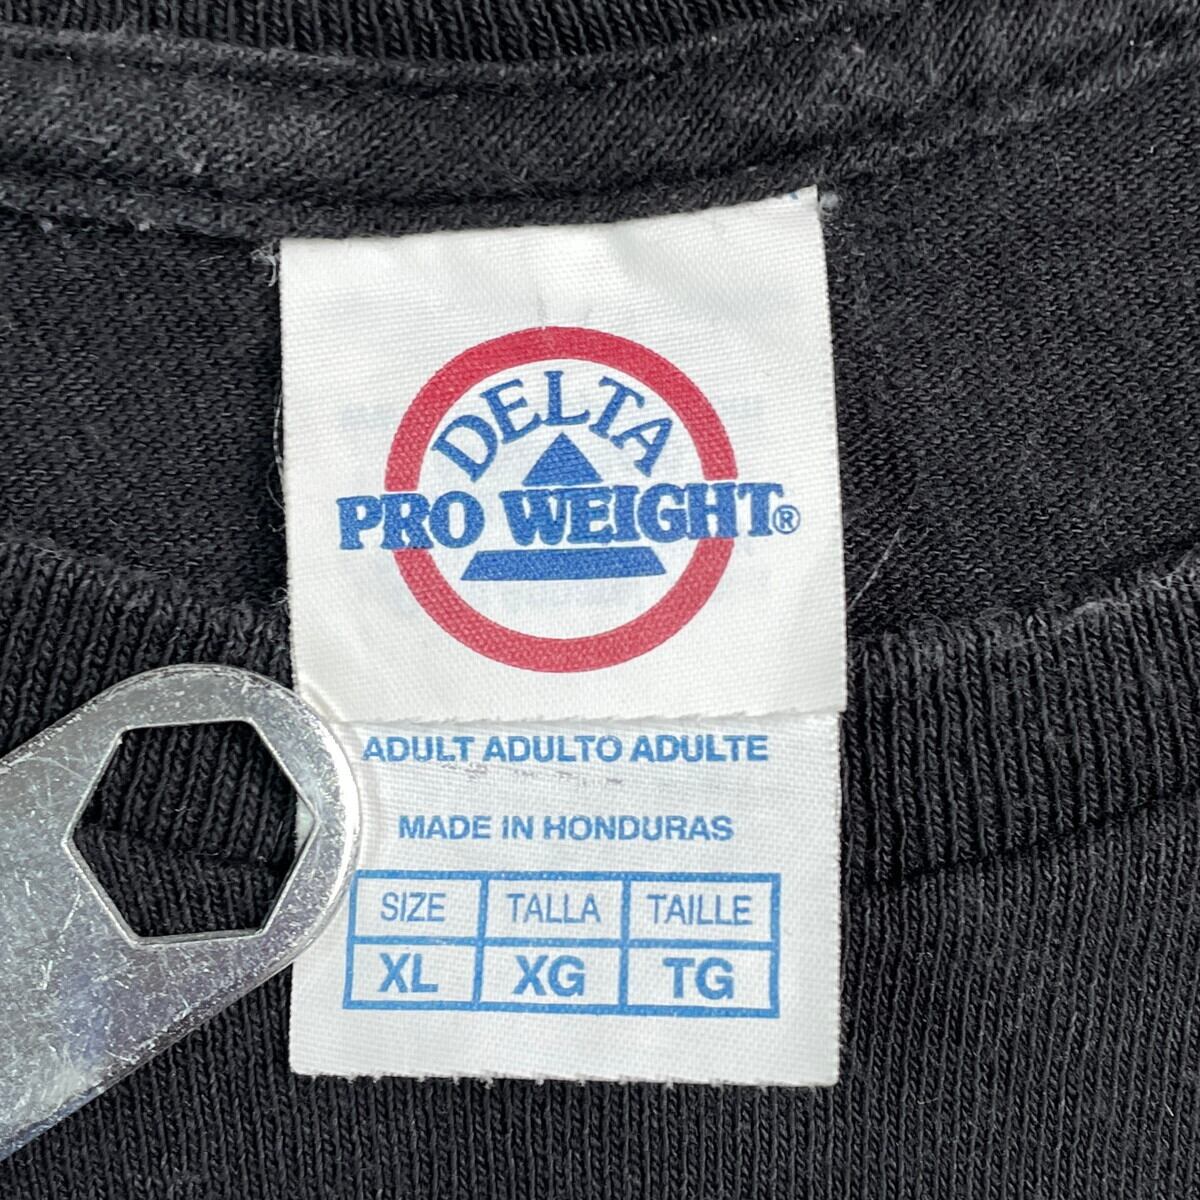 DELTA
PRO WEIGHT®
ADULT ADULTO ADULTE
MADE IN HONDURAS
SIZE TALLA TAILLE
XL XG TG